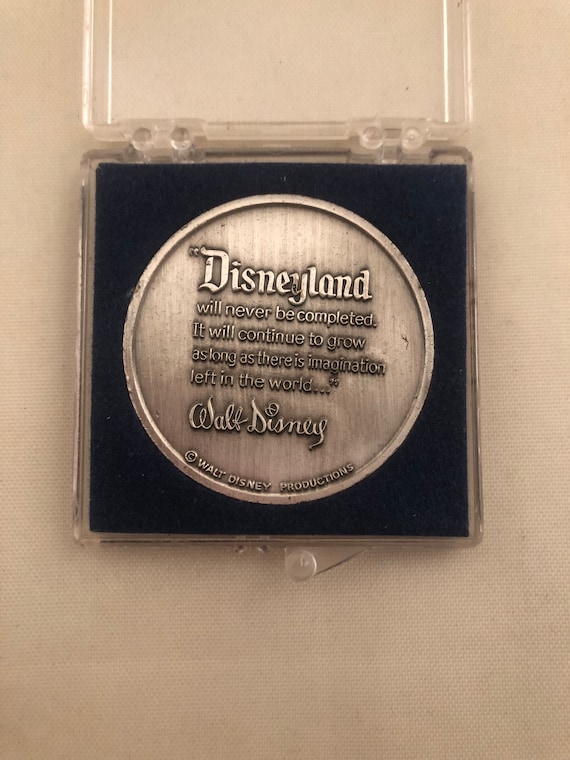 "Disneyland
will never be completed.
It will continue to grow
as long as there is imagination
left in the world..."
Walt Disney
© WALT DISNEY PRODUCTIONS